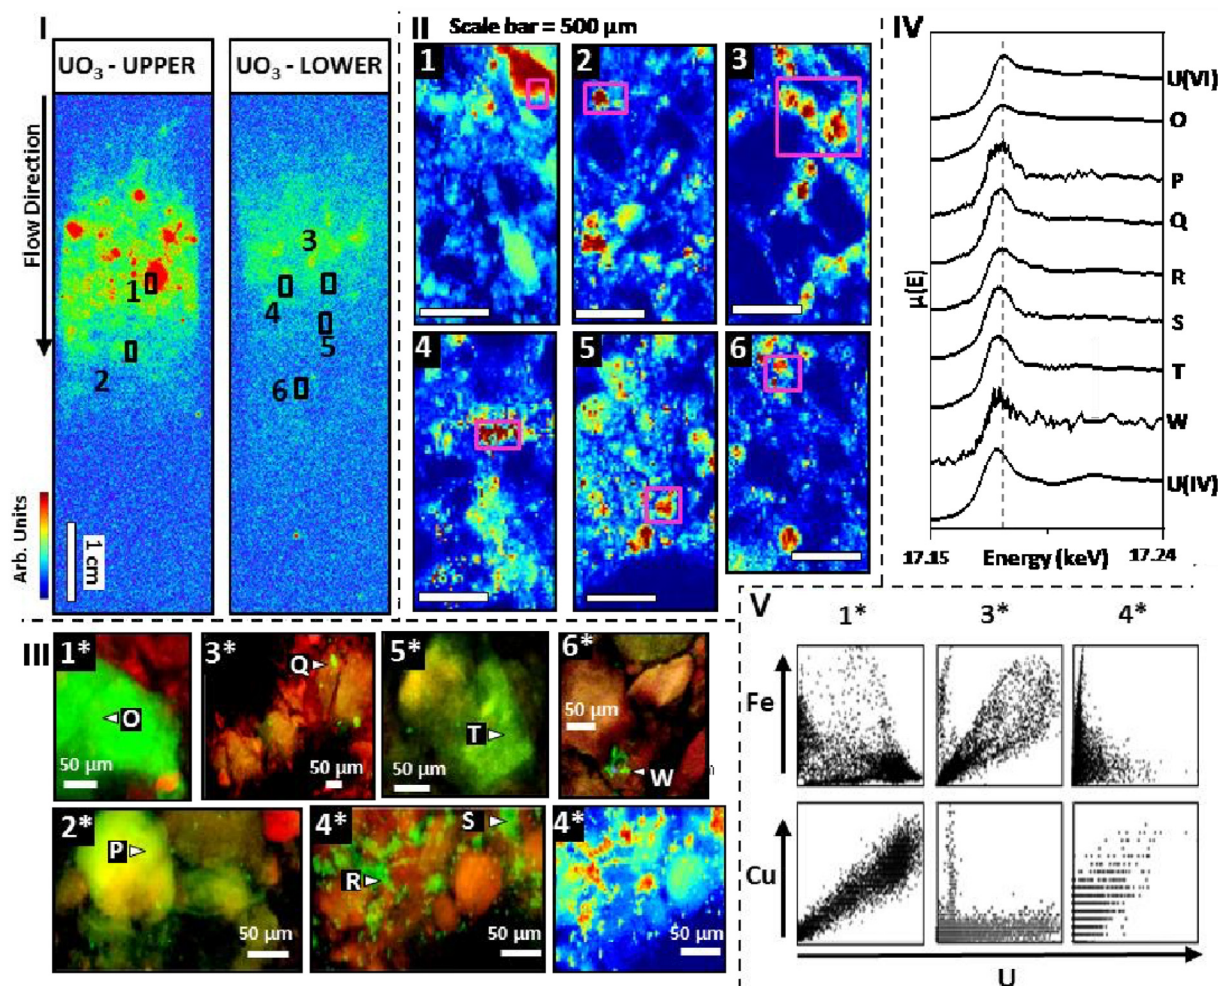 I
UO₃ - UPPER
UO₃ - LOWER
Flow Direction
1
2
3
4
5
6
Arb. Units
1 cm
II
Scale bar = 500 µm
1
2
3
4
5
6
III
1*
O
50 µm
3*
Q
50 µm
5*
T
50 µm
6*
50 µm
W
2*
P
50 µm
4*
S
R
50 µm
4*
50 µm
IV
U(VI)
O
P
Q
R
S
T
W
U(IV)
µ(E)
17.15
Energy (keV)
17.24
V
1*
3*
4*
Fe
Cu
U